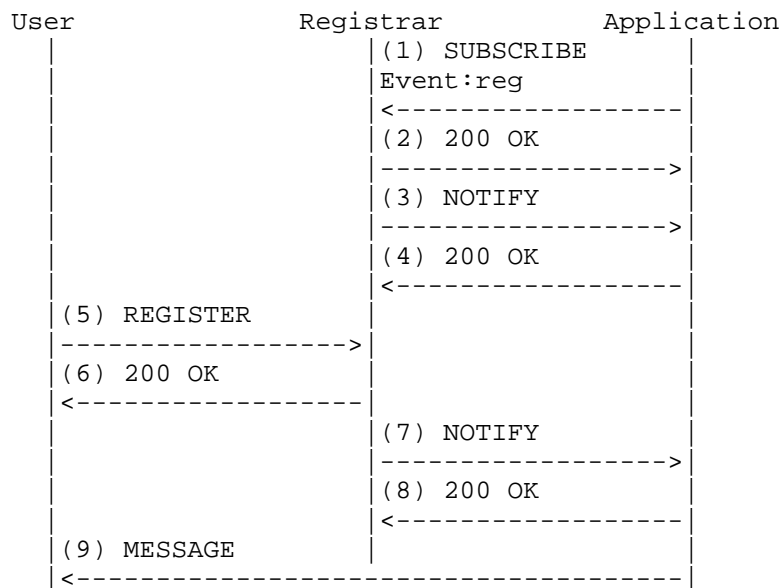 User Registrar Application
(1) SUBSCRIBE
Event:reg
(2) 200 OK
(3) NOTIFY
(4) 200 OK
(5) REGISTER
(6) 200 OK
(7) NOTIFY
(8) 200 OK
(9) MESSAGE